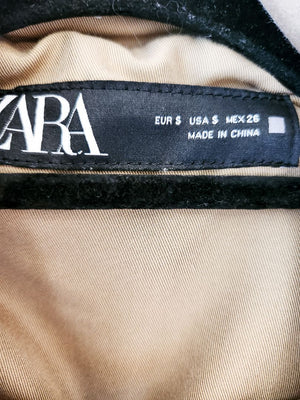 ZARA
EUR S USA S MEX 26
MADE IN CHINA